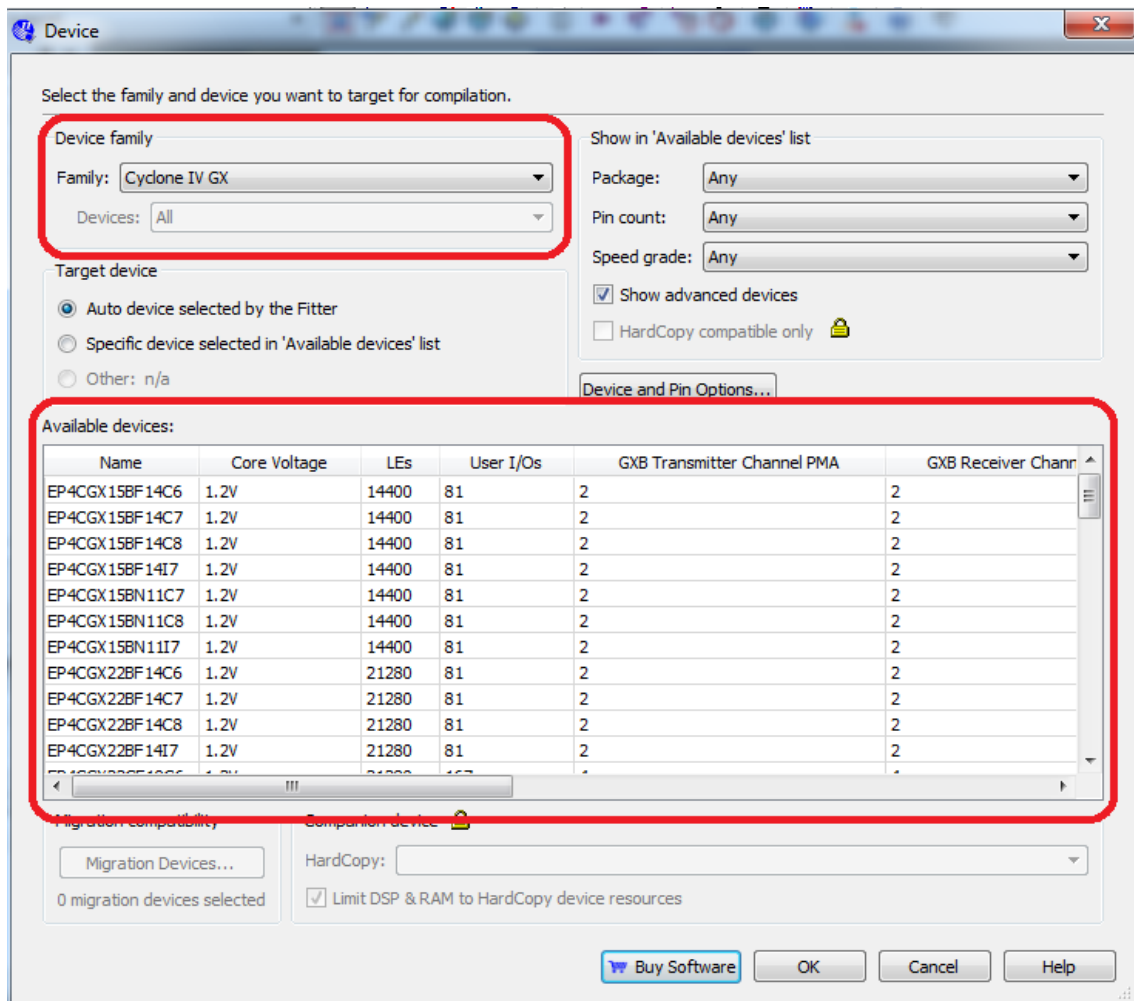 Device
Select the family and device you want to target for compilation.
Device family
Family: Cyclone IV GX
Devices: All
Show in 'Available devices' list
Package: Any
Pin count: Any
Speed grade: Any
Show advanced devices
HardCopy compatible only
Target device
Auto device selected by the Fitter
Specific device selected in 'Available devices' list
Other: n/a
Device and Pin Options...
Available devices:
Name Core Voltage LEs User I/Os GXB Transmitter Channel PMA GXB Receiver Chann
EP4CGX15BF14C6 1.2V 14400 81 2 2
EP4CGX15BF14C7 1.2V 14400 81 2 2
EP4CGX15BF14C8 1.2V 14400 81 2 2
EP4CGX15BF14I7 1.2V 14400 81 2 2
EP4CGX15BN11C7 1.2V 14400 81 2 2
EP4CGX15BN11C8 1.2V 14400 81 2 2
EP4CGX15BN11I7 1.2V 14400 81 2 2
EP4CGX22BF14C6 1.2V 21280 81 2 2
EP4CGX22BF14C7 1.2V 21280 81 2 2
EP4CGX22BF14C8 1.2V 21280 81 2 2
EP4CGX22BF14I7 1.2V 21280 81 2 2
Migration compatibility
Companion device
Migration Devices...
0 migration devices selected
HardCopy:
Limit DSP & RAM to HardCopy device resources
Buy Software
OK
Cancel
Help